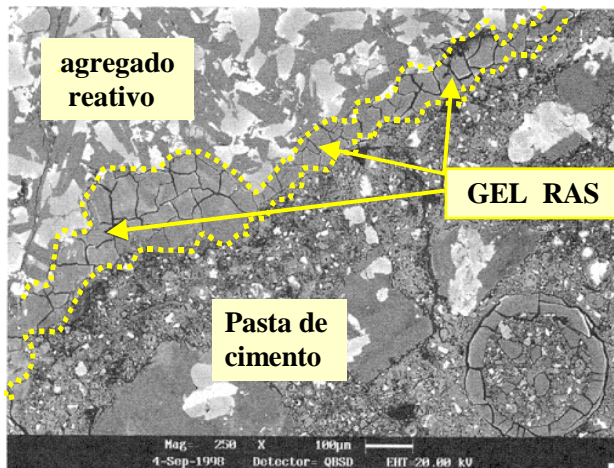 agregado
reativo
GEL RAS
Pasta de
cimento
Mag= 250 X 100µm
4-Sep-1998 Detector= QBSD EHT=20.00 kV